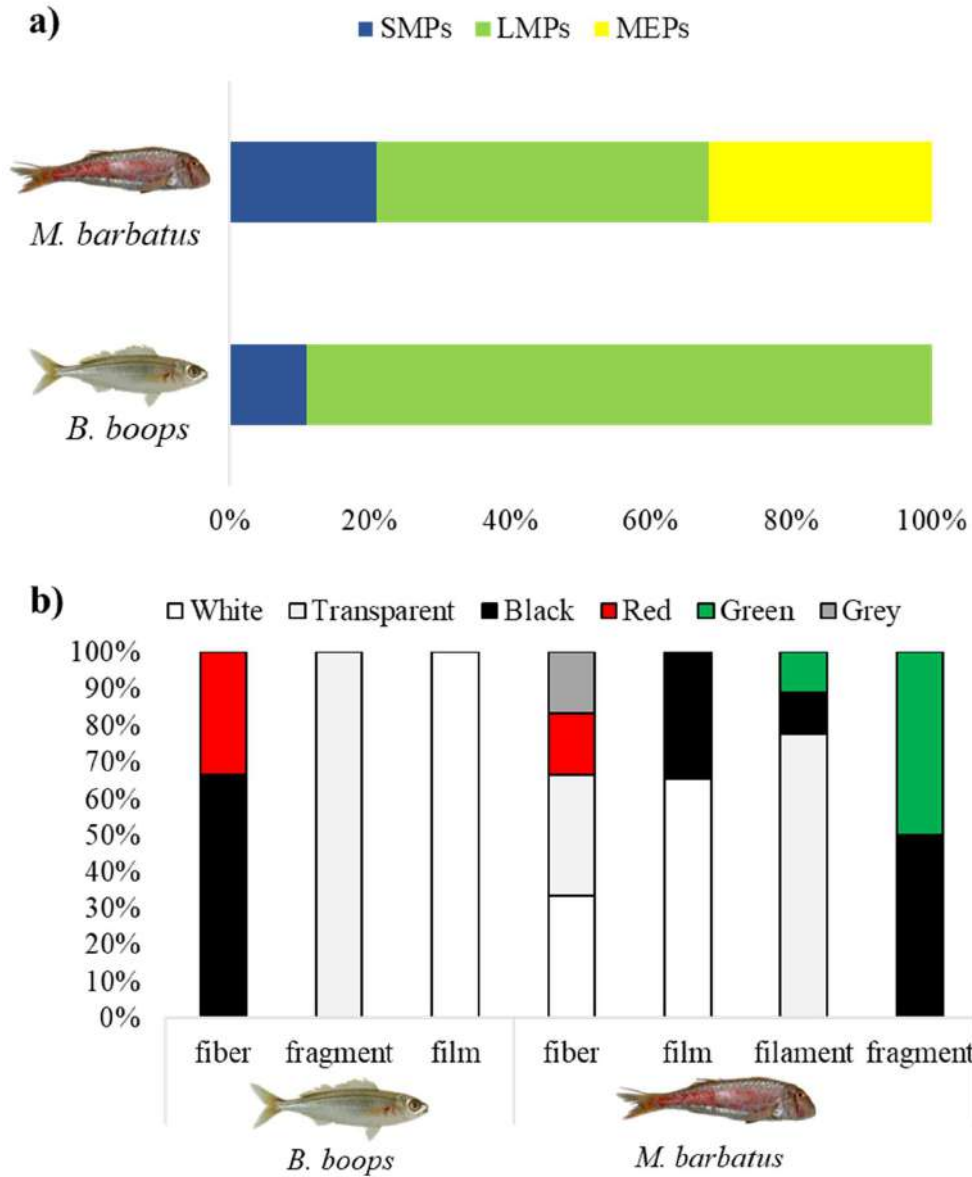 a)
SMPs LMPs MEPs
M. barbatus
B. boops
0% 20% 40% 60% 80% 100%
b)
White Transparent Black Red Green Grey
100%
90%
80%
70%
60%
50%
40%
30%
20%
10%
0%
fiber fragment film fiber film filament fragment
B. boops M. barbatus